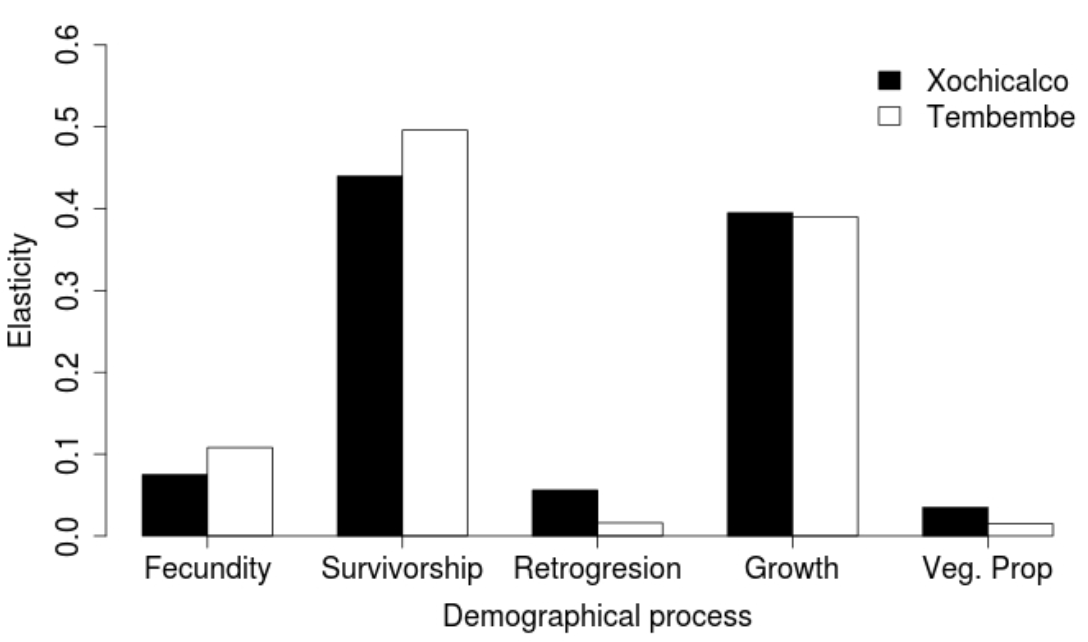 Xochicalco
Tembembe
Elasticity
0.6
0.5
0.4
0.3
0.2
0.1
0.0
Fecundity Survivorship Retrogresion Growth Veg. Prop
Demographical process